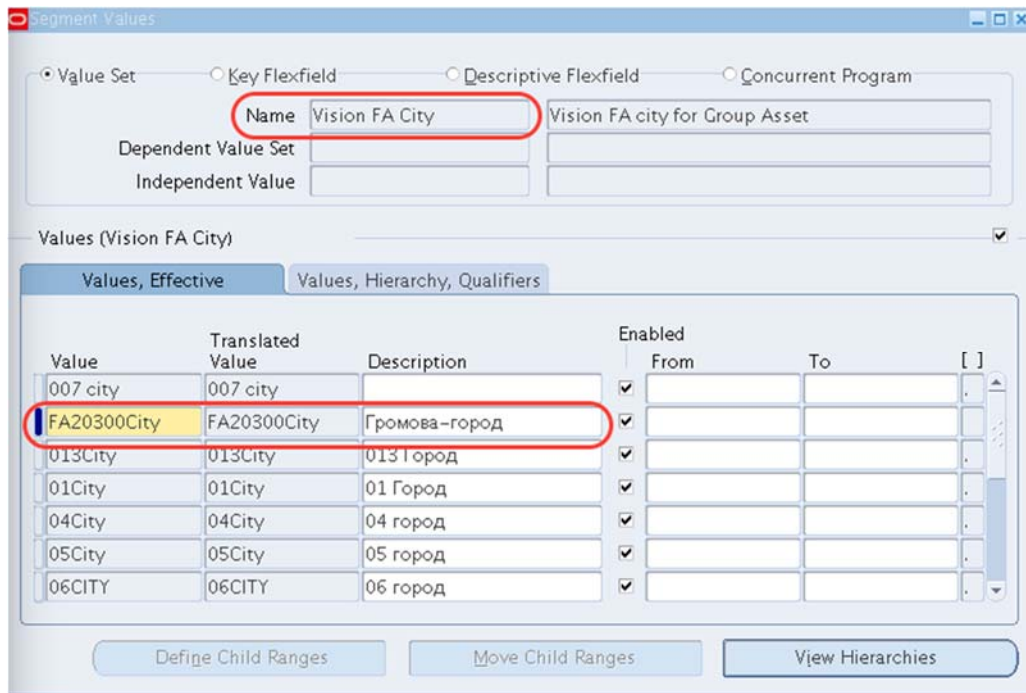 Segment Values
Value Set Key Flexfield Descriptive Flexfield Concurrent Program
Name Vision FA City Vision FA city for Group Asset
Dependent Value Set
Independent Value
Values (Vision FA City)
Values, Effective Values, Hierarchy, Qualifiers
Translated Enabled
Value Value Description From To [ ]
007 city 007 city
FA20300City FA20300City Громова-город
013City 013City 013 Город
01City 01City 01 Город
04City 04City 04 город
05City 05City 05 город
06CITY 06CITY 06 город
Define Child Ranges Move Child Ranges View Hierarchies